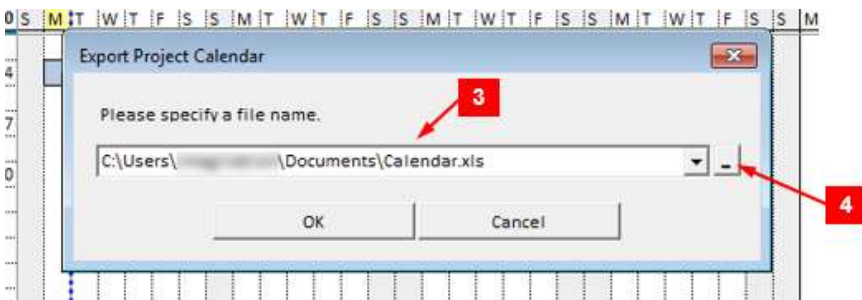 0 S M T W T F S S M T W T F S S M T W T F S S M T W T F S S M
Export Project Calendar
4
3
Please specify a file name.
7
C:\Users\ \Documents\Calendar.xls
0
4
OK Cancel